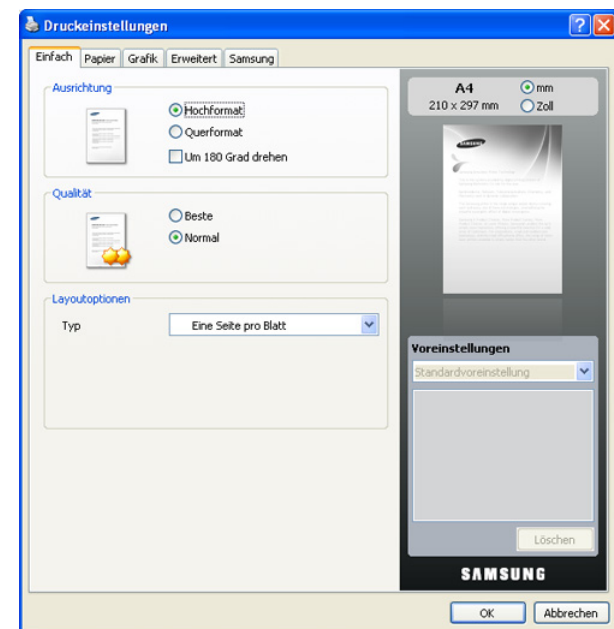 Druckeinstellungen
Einfach Papier Grafik Erweitert Samsung
Ausrichtung
Hochformat
Querformat
Um 180 Grad drehen
Qualität
Beste
Normal
Layoutoptionen
Typ Eine Seite pro Blatt
A4 mm
210 x 297 mm Zoll
SAMSUNG
Voreinstellungen
Standardvoreinstellung
Löschen
SAMSUNG
OK Abbrechen